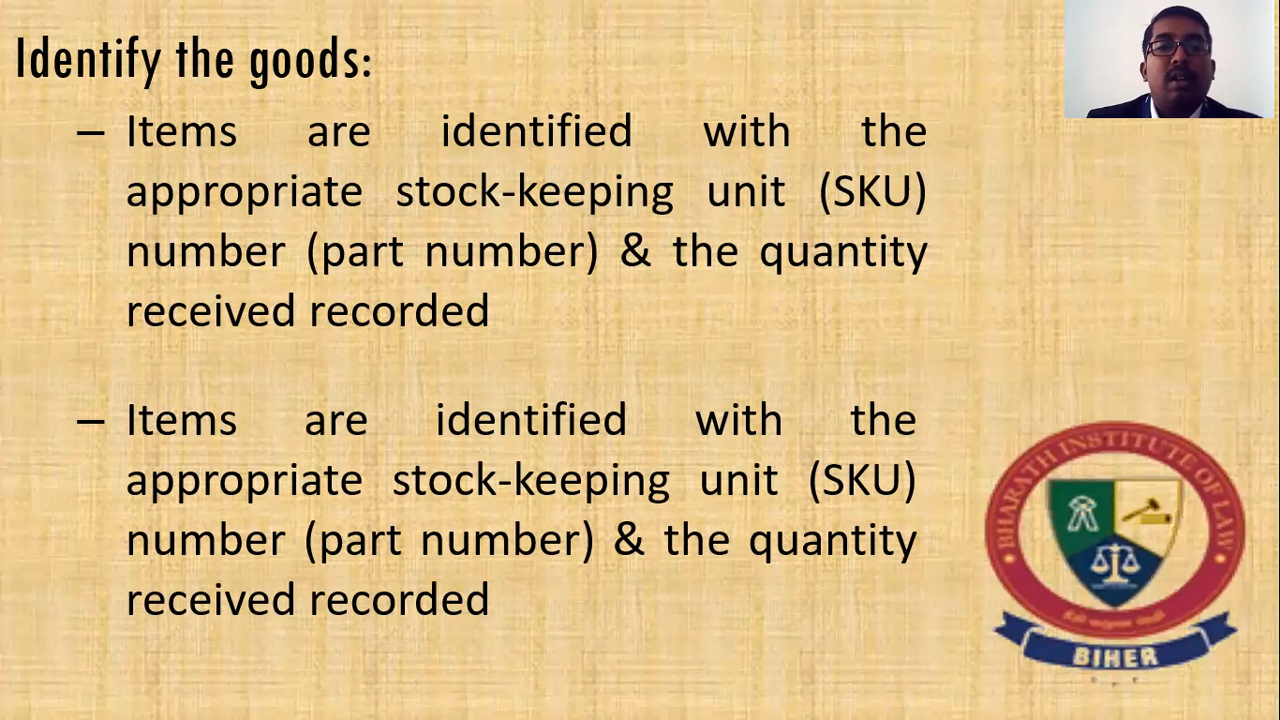 Identify the goods:
– Items are identified with the
appropriate stock-keeping unit (SKU)
number (part number) & the quantity
received recorded
– Items are identified with the
appropriate stock-keeping unit (SKU)
number (part number) & the quantity
received recorded
BHARATH INSTITUTE OF LAW
BIHER